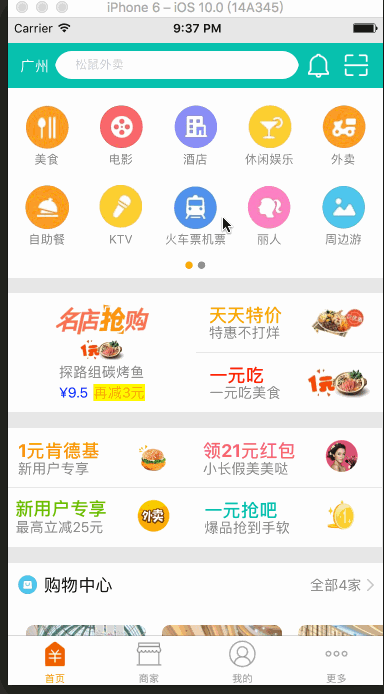 iPhone 6 – iOS 10.0 (14A345)
Carrier 9:37 PM
广州 松鼠外卖
美食 电影 酒店 休闲娱乐 外卖
自助餐 KTV 火车票机票 丽人 周边游
名店抢购
1元
探路组碳烤鱼
¥9.5 再减3元
天天特价
特惠不打烊
一元吃
一元吃美食
1元
1元肯德基
新用户专享
领21元红包
小长假美美哒
新用户专享
最高立减25元
外卖
一元抢吧
爆品抢到手软
1
购物中心 全部4家
首页 商家 我的 更多